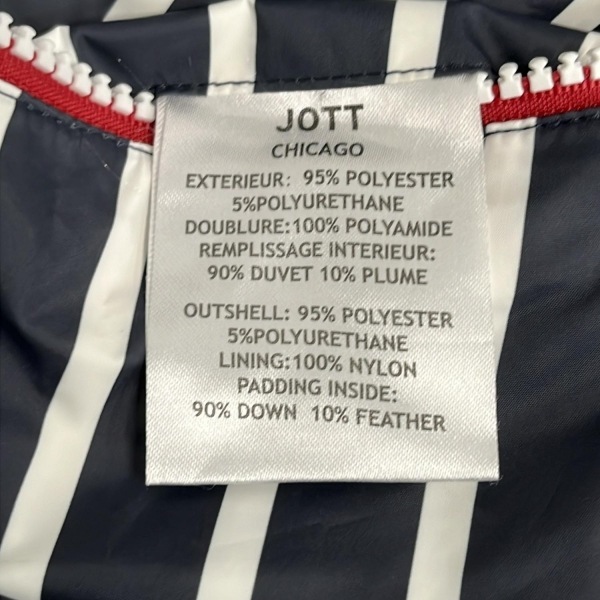 JOTT
CHICAGO
EXTERIEUR: 95% POLYESTER
5%POLYURETHANE
DOUBLURE:100% POLYAMIDE
REMPLISSAGE INTERIEUR:
90% DUVET 10% PLUME
OUTSHELL: 95% POLYESTER
5%POLYURETHANE
LINING:100% NYLON
PADDING INSIDE:
90% DOWN 10% FEATHER